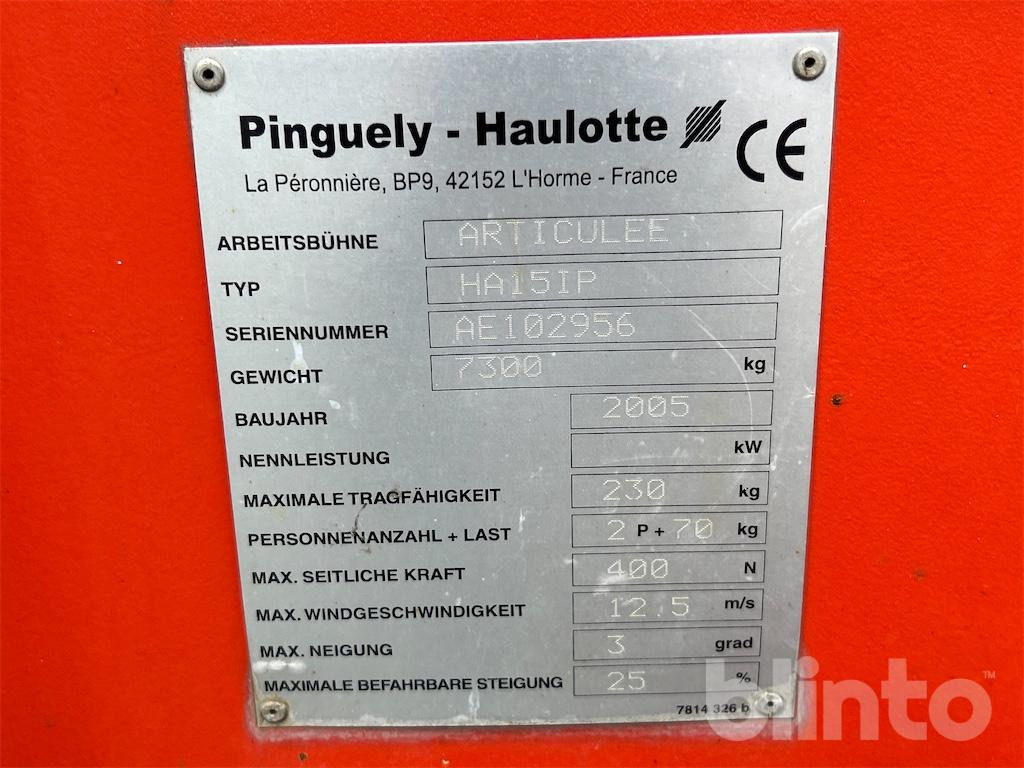 Pinguely - Haulotte CE
La Péronnière, BP9, 42152 L'Horme - France
ARBEITSBÜHNE ARTICULEE
TYP HA15IP
SERIENNUMMER AE102956
GEWICHT 7300 kg
BAUJAHR 2005
NENNLEISTUNG kW
MAXIMALE TRAGFÄHIGKEIT 230 kg
PERSONNENANZAHL + LAST 2 P + 70 kg
MAX. SEITLICHE KRAFT 400 N
MAX. WINDGESCHWINDIGKEIT 12.5 m/s
MAX. NEIGUNG 3 grad
MAXIMALE BEFAHRBARE STEIGUNG 25 %
7814 326 b
blinto™